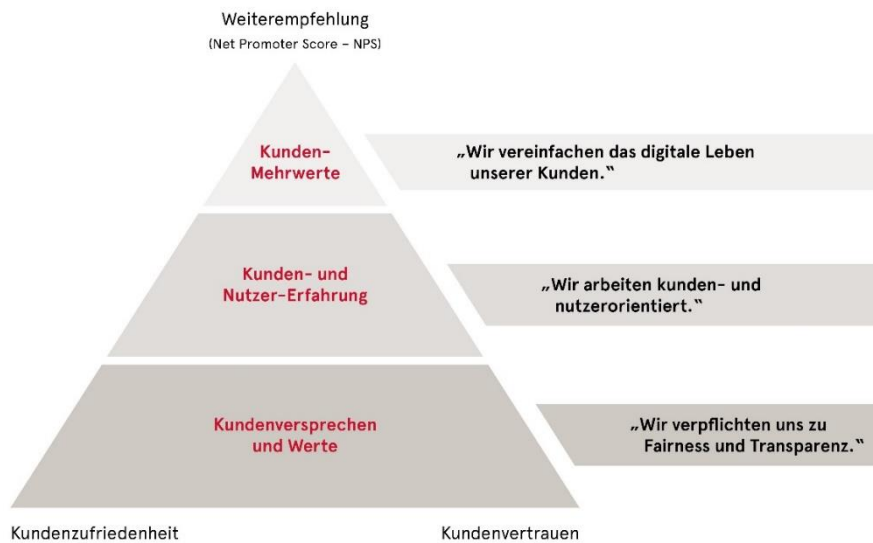 Weiterempfehlung
(Net Promoter Score – NPS)
Kunden-
Mehrwerte
„Wir vereinfachen das digitale Leben
unserer Kunden.“
Kunden- und
Nutzer-Erfahrung
„Wir arbeiten kunden- und
nutzerorientiert.“
Kundenversprechen
und Werte
„Wir verpflichten uns zu
Fairness und Transparenz.“
Kundenzufriedenheit
Kundenvertrauen